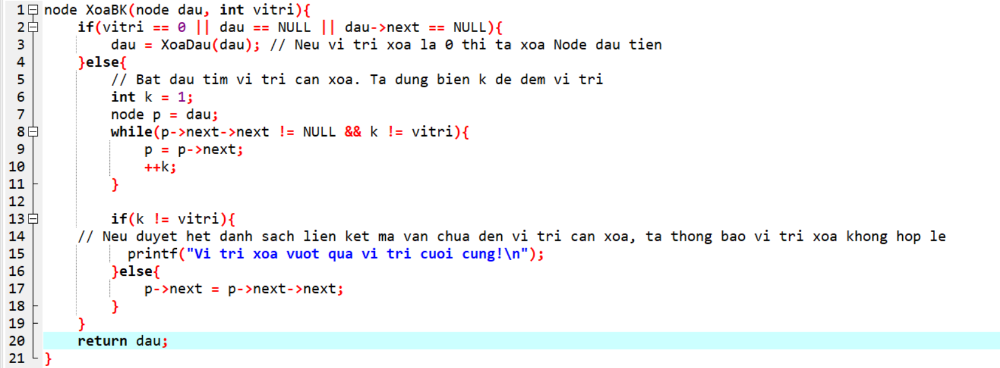 1 node XoaBK(node dau, int vitri){
2     if(vitri == 0 || dau == NULL || dau->next == NULL){
3         dau = XoaDau(dau); // Neu vi tri xoa la 0 thi ta xoa Node dau tien
4     }else{
5         // Bat dau tim vi tri can xoa. Ta dung bien k de dem vi tri
6         int k = 1;
7         node p = dau;
8         while(p->next->next != NULL && k != vitri){
9             p = p->next;
10             ++k;
11         }
12
13         if(k != vitri){
14     // Neu duyet het danh sach lien ket ma van chua den vi tri can xoa, ta thong bao vi tri xoa khong hop le
15           printf("Vi tri xoa vuot qua vi tri cuoi cung!\n");
16         }else{
17             p->next = p->next->next;
18         }
19     }
20     return dau;
21 }